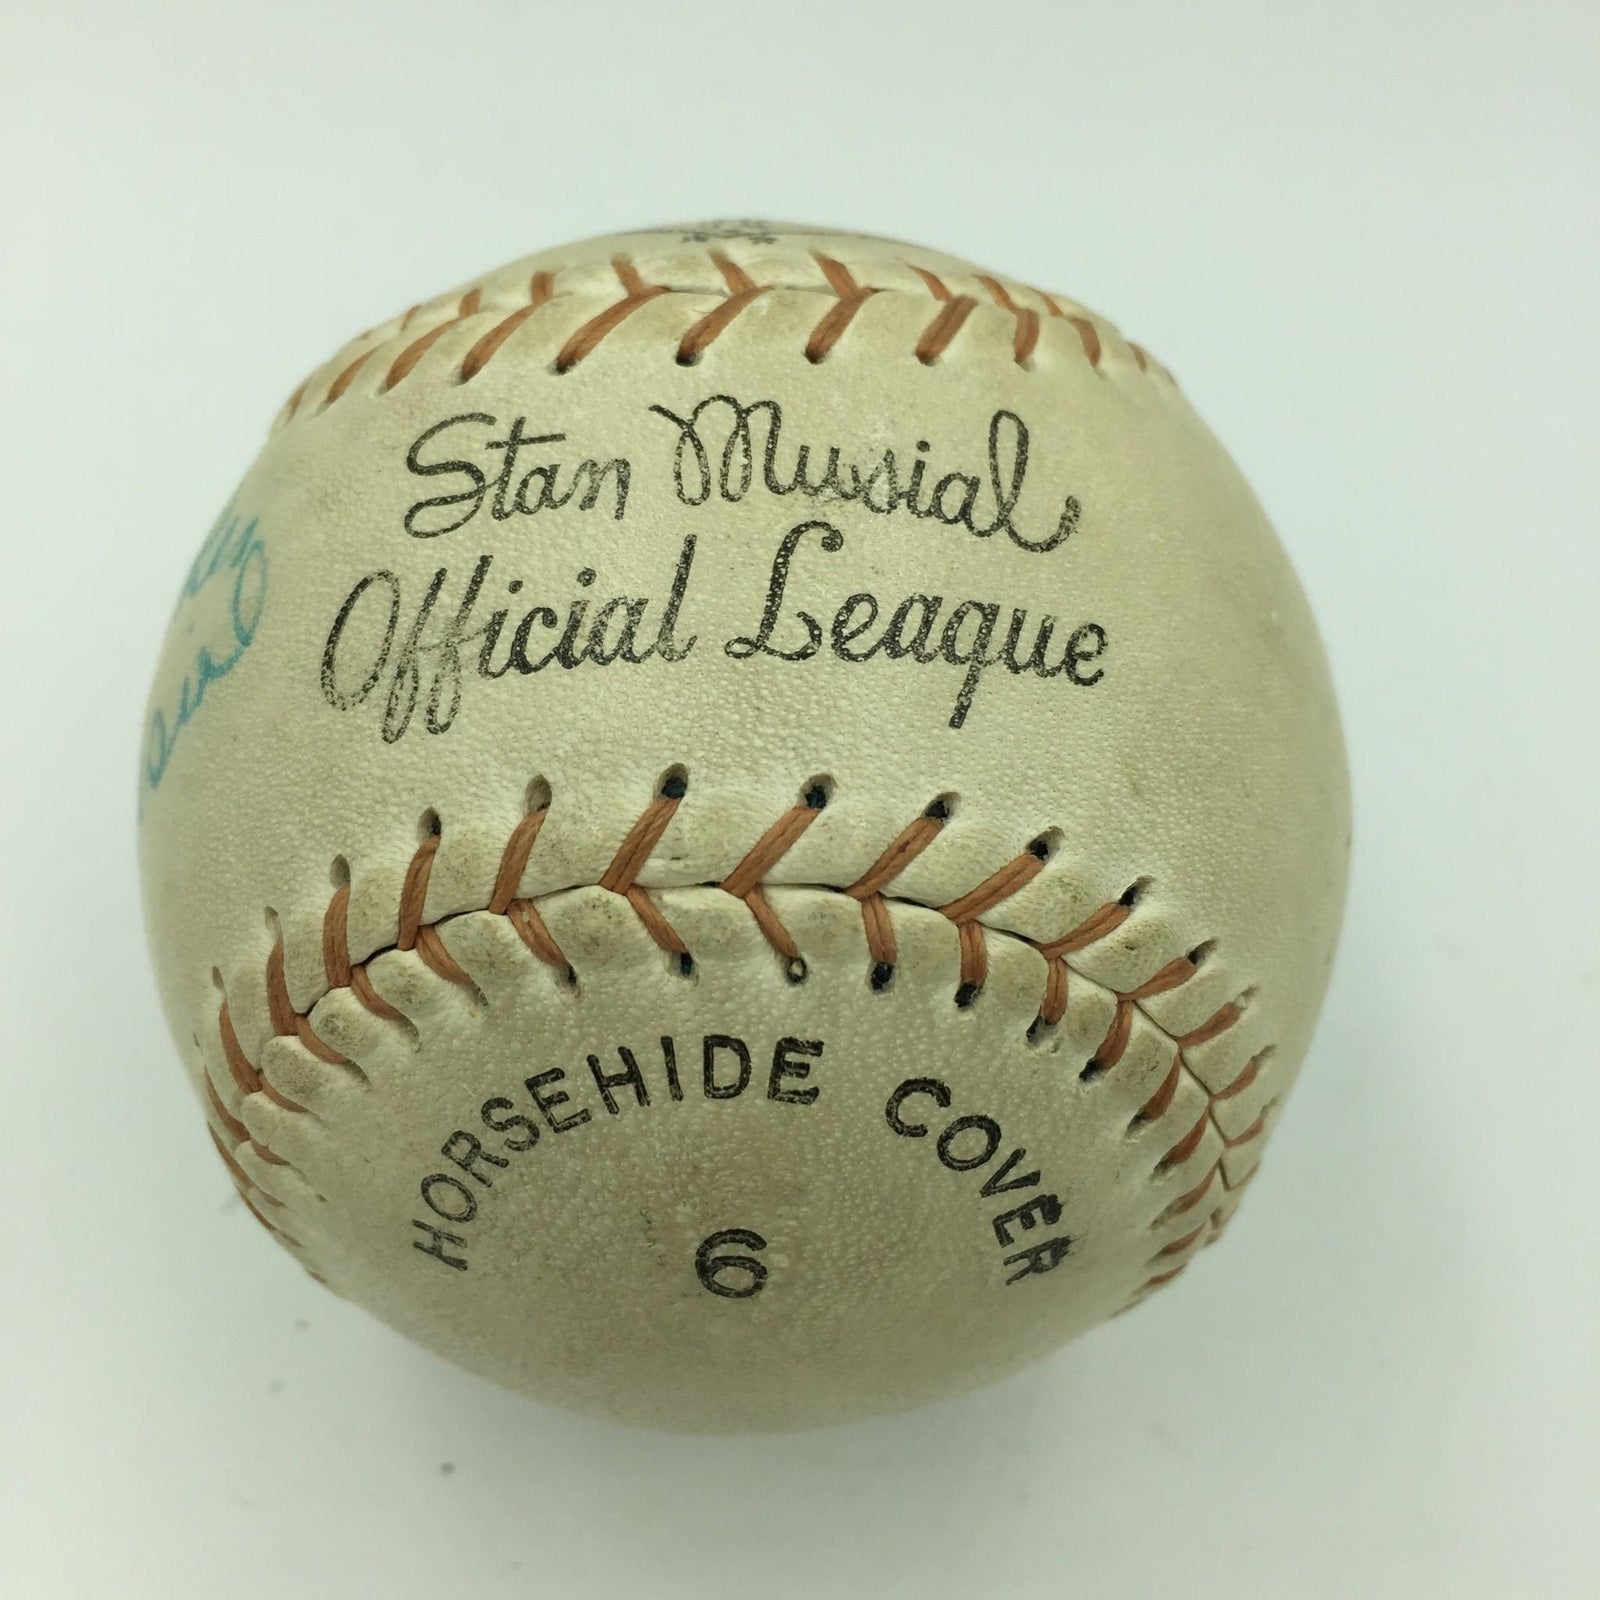 Stan Musial
Official League
HORSEHIDE COVER
6